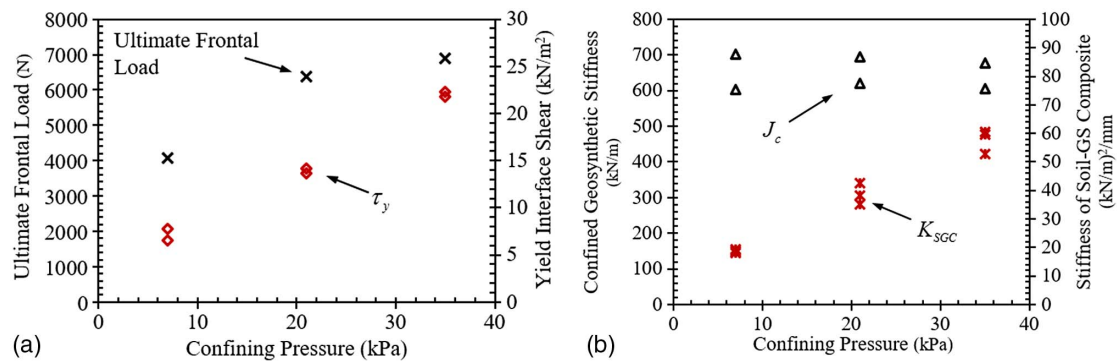 8000
7000
6000
5000
4000
3000
2000
1000
0
Ultimate Frontal Load (N)
Ultimate Frontal
Load
τy
30
25
20
15
10
5
0
Yield Interface Shear (kN/m²)
0 10 20 30 40
Confining Pressure (kPa)
(a)
800
700
600
500
400
300
200
100
0
Confined Geosynthetic Stiffness
(kN/m)
Jc
KSGC
100
90
80
70
60
50
40
30
20
10
0
Stiffness of Soil-GS Composite
(kN/m)²/mm
0 10 20 30 40
Confining Pressure (kPa)
(b)